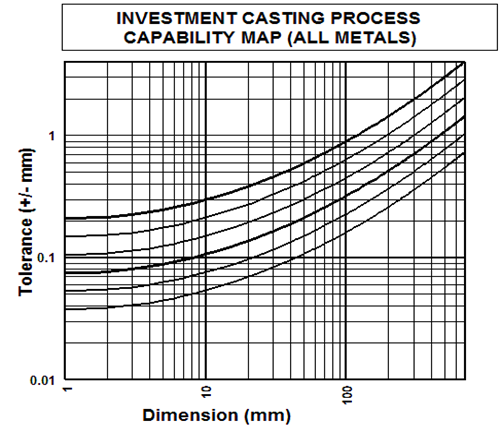 INVESTMENT CASTING PROCESS
CAPABILITY MAP (ALL METALS)
Tolerance (+/- mm)
1
0.1
0.01
1
10
100
Dimension (mm)